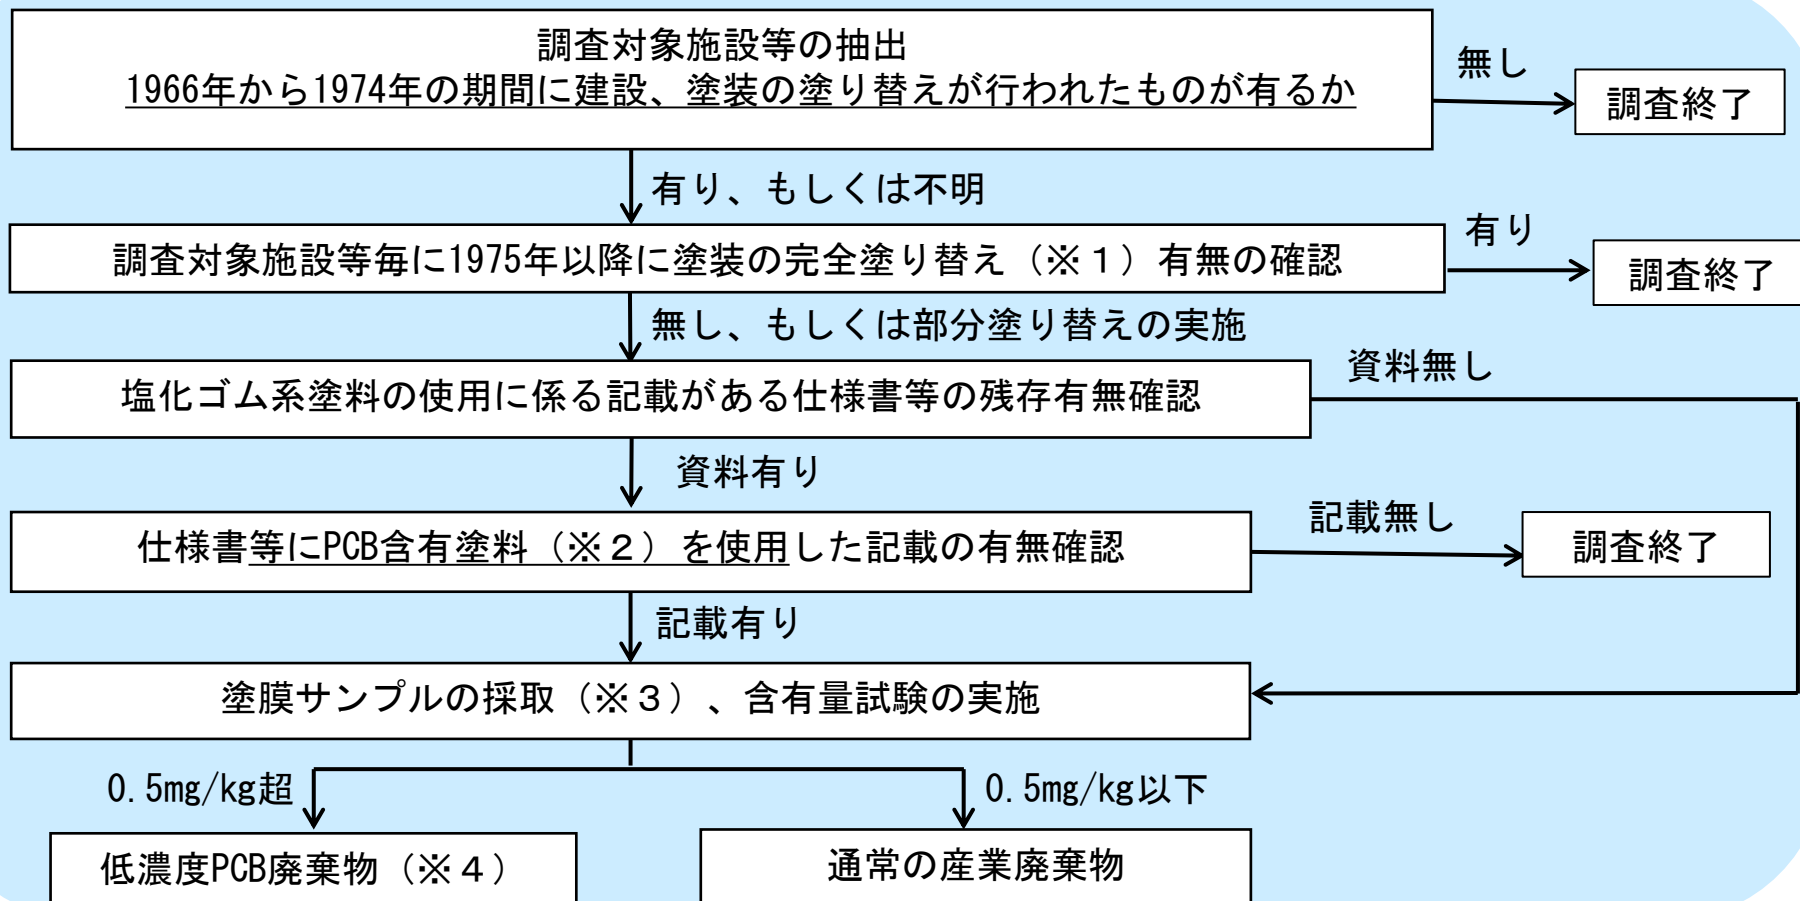 調査対象施設等の抽出
1966年から1974年の期間に建設、塗装の塗り替えが行われたものが有るか
無し
調査終了
有り、もしくは不明
調査対象施設等毎に1975年以降に塗装の完全塗り替え（※１）有無の確認
有り
調査終了
無し、もしくは部分塗り替えの実施
塩化ゴム系塗料の使用に係る記載がある仕様書等の残存有無確認
資料無し
資料有り
仕様書等にPCB含有塗料（※２）を使用した記載の有無確認
記載無し
調査終了
記載有り
塗膜サンプルの採取（※３）、含有量試験の実施
0.5mg/kg超
0.5mg/kg以下
低濃度PCB廃棄物（※４）
通常の産業廃棄物